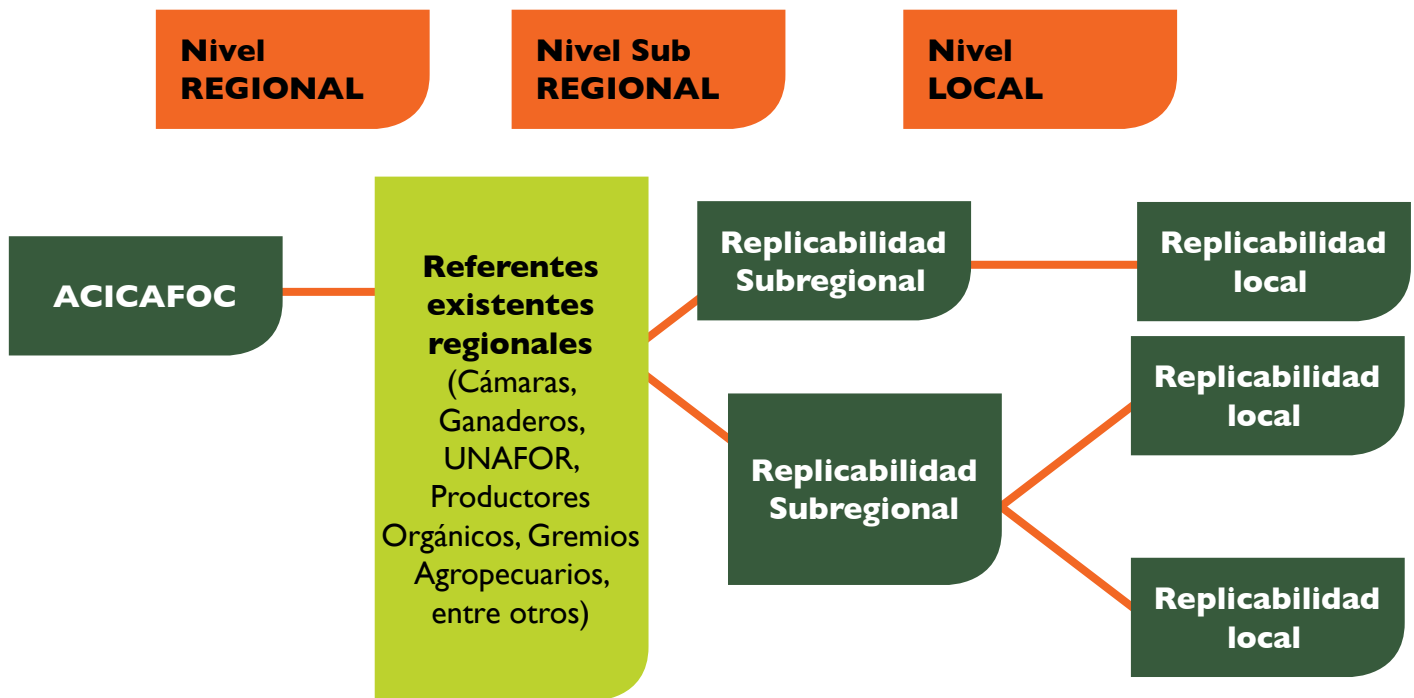 Nivel
REGIONAL
Nivel Sub
REGIONAL
Nivel
LOCAL
ACICAFOC
Referentes
existentes
regionales
(Cámaras,
Ganaderos,
UNAFOR,
Productores
Orgánicos, Gremios
Agropecuarios,
entre otros)
Replicabilidad
Subregional
Replicabilidad
Subregional
Replicabilidad
local
Replicabilidad
local
Replicabilidad
local